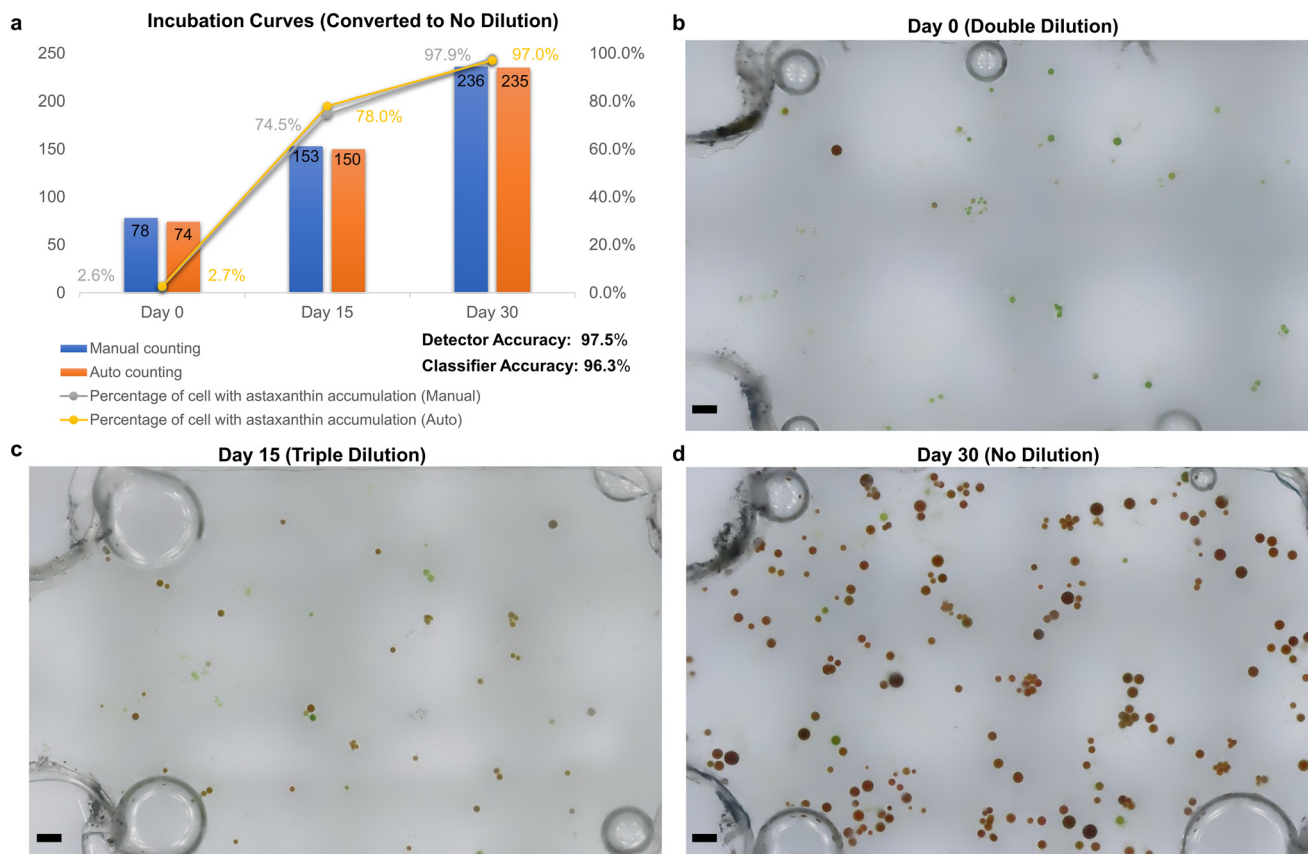 a
Incubation Curves (Converted to No Dilution)
250
200
150
100
50
0
100.0%
80.0%
60.0%
40.0%
20.0%
0.0%
78
74
2.6%
2.7%
153
150
74.5%
78.0%
236
235
97.9%
97.0%
Day 0
Day 15
Day 30
Manual counting
Auto counting
Percentage of cell with astaxanthin accumulation (Manual)
Percentage of cell with astaxanthin accumulation (Auto)
Detector Accuracy: 97.5%
Classifier Accuracy: 96.3%
b
Day 0 (Double Dilution)
c
Day 15 (Triple Dilution)
d
Day 30 (No Dilution)